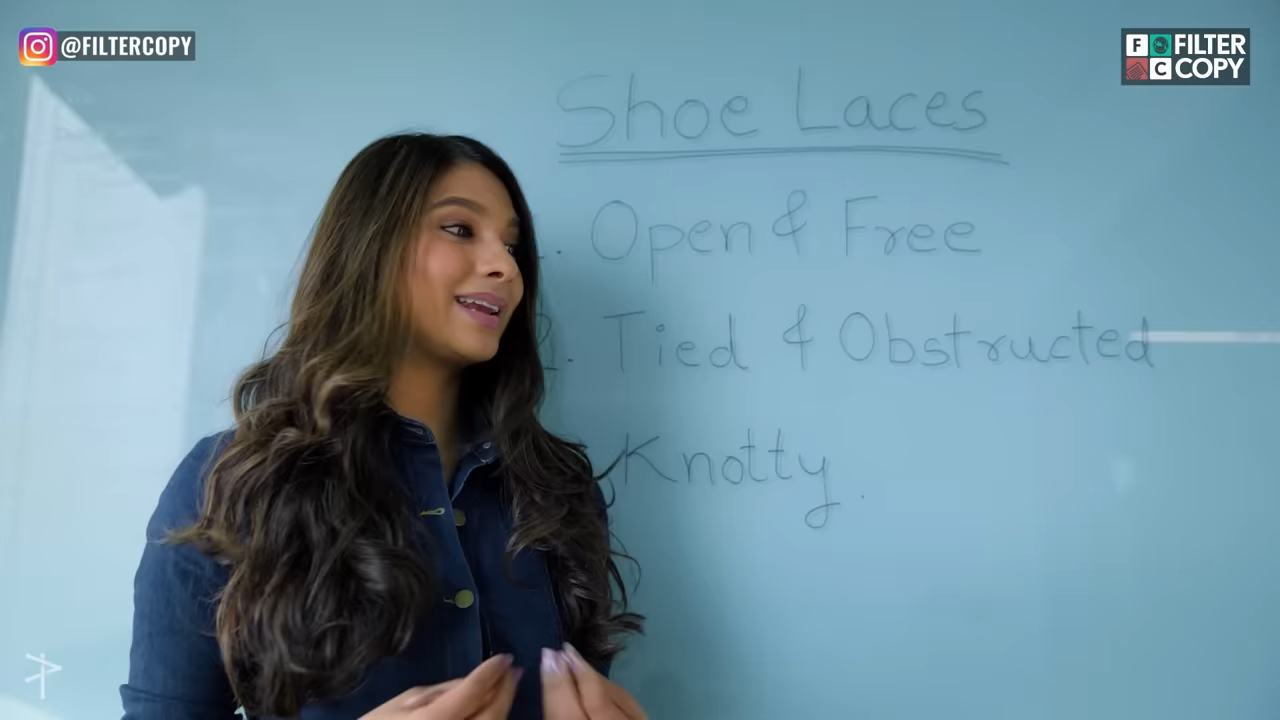 @FILTERCOPY
F FILTER
C COPY
Shoe Laces
. Open & Free
2. Tied & Obstructed
Knotty.